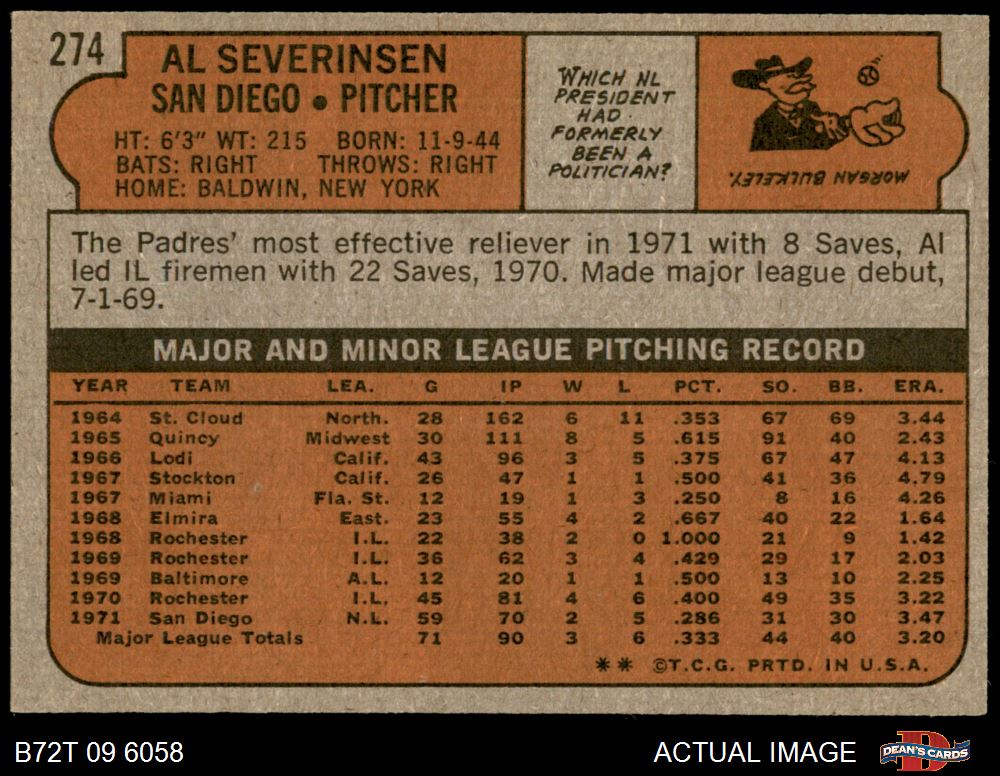 274
AL SEVERINSEN
SAN DIEGO • PITCHER
HT: 6'3" WT: 215 BORN: 11-9-44
BATS: RIGHT THROWS: RIGHT
HOME: BALDWIN, NEW YORK
WHICH NL
PRESIDENT
HAD
FORMERLY
BEEN A
POLITICIAN?
MORGAN BULKELEY.
The Padres' most effective reliever in 1971 with 8 Saves, Al
led IL firemen with 22 Saves, 1970. Made major league debut,
7-1-69.
MAJOR AND MINOR LEAGUE PITCHING RECORD
YEAR TEAM LEA. G IP W L PCT. SO. BB. ERA.
1964 St. Cloud North. 28 162 6 11 .353 67 69 3.44
1965 Quincy Midwest 30 111 8 5 .615 91 40 2.43
1966 Lodi Calif. 43 96 3 5 .375 67 47 4.13
1967 Stockton Calif. 26 47 1 1 .500 41 36 4.79
1967 Miami Fla. St. 12 19 1 3 .250 8 16 4.26
1968 Elmira East. 23 55 4 2 .667 40 22 1.64
1968 Rochester I.L. 22 38 2 0 1.000 21 9 1.42
1969 Rochester I.L. 36 62 3 4 .429 29 17 2.03
1969 Baltimore A.L. 12 20 1 1 .500 13 10 2.25
1970 Rochester I.L. 45 81 4 6 .400 49 35 3.22
1971 San Diego N.L. 59 70 2 5 .286 31 30 3.47
Major League Totals 71 90 3 6 .333 44 40 3.20
** ©T.C.G. PRTD. IN U.S.A.
B72T 09 6058
ACTUAL IMAGE
DEAN'S CARDS